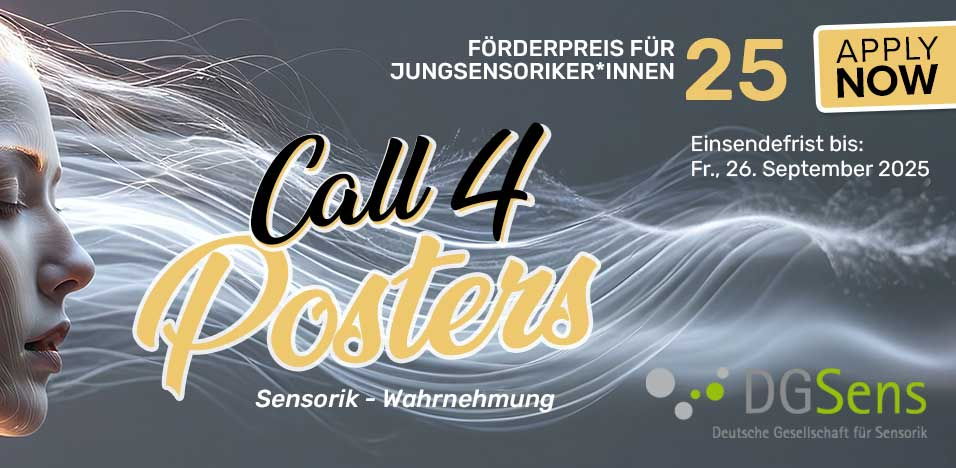 FÖRDERPREIS FÜR
JUNGSENSORIKER*INNEN
25
APPLY
NOW
Einsendefrist bis:
Fr., 26. September 2025
Call 4
Posters
Sensorik - Wahrnehmung
DGSens
Deutsche Gesellschaft für Sensorik